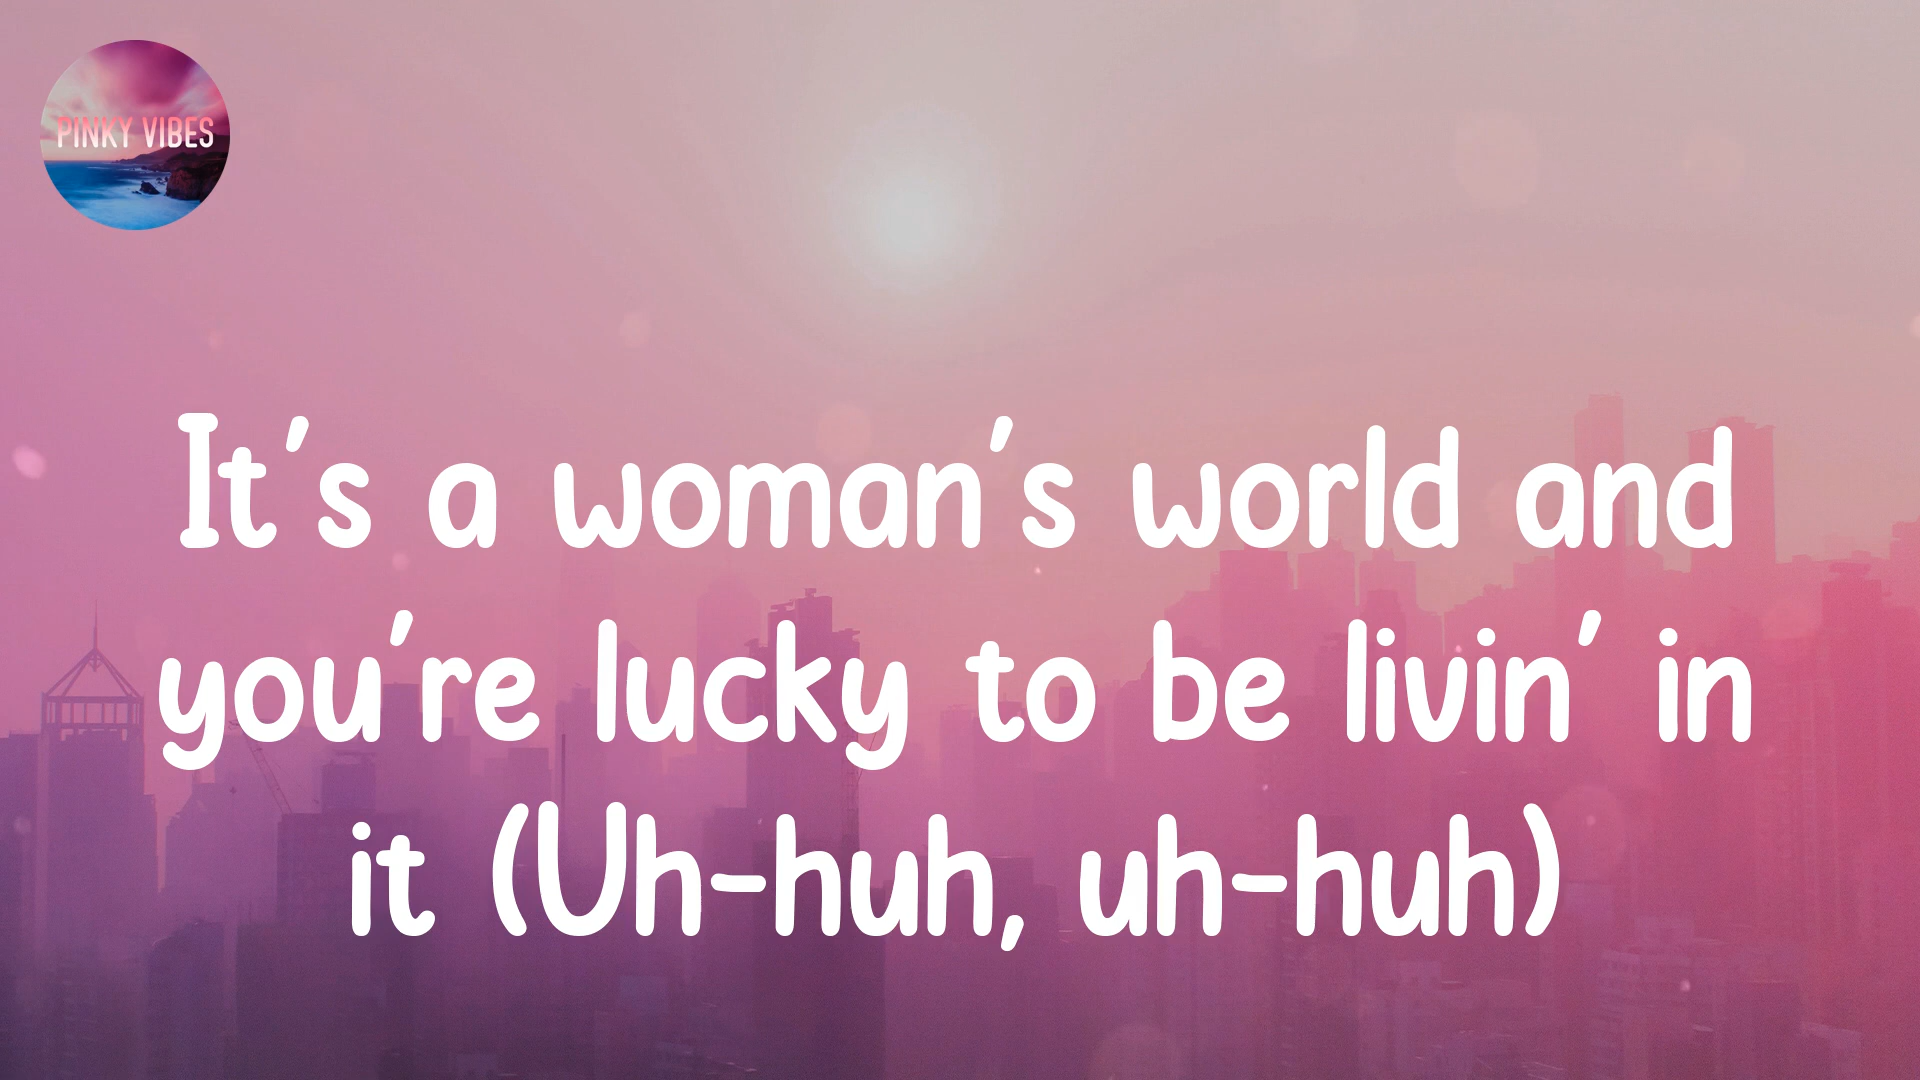 PINKY VIBES
It's a woman's world and
you're lucky to be livin' in
it (Uh-huh, uh-huh)